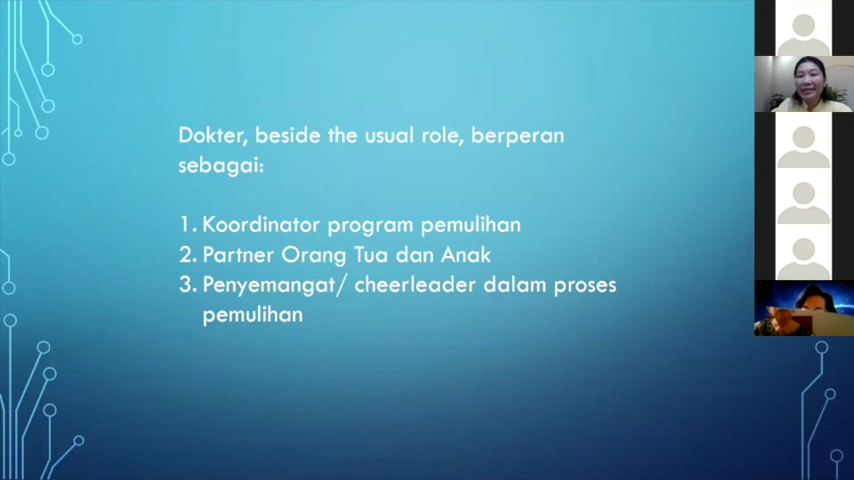 Dokter, beside the usual role, berperan
sebagai:
1. Koordinator program pemulihan
2. Partner Orang Tua dan Anak
3. Penyemangat/ cheerleader dalam proses
pemulihan